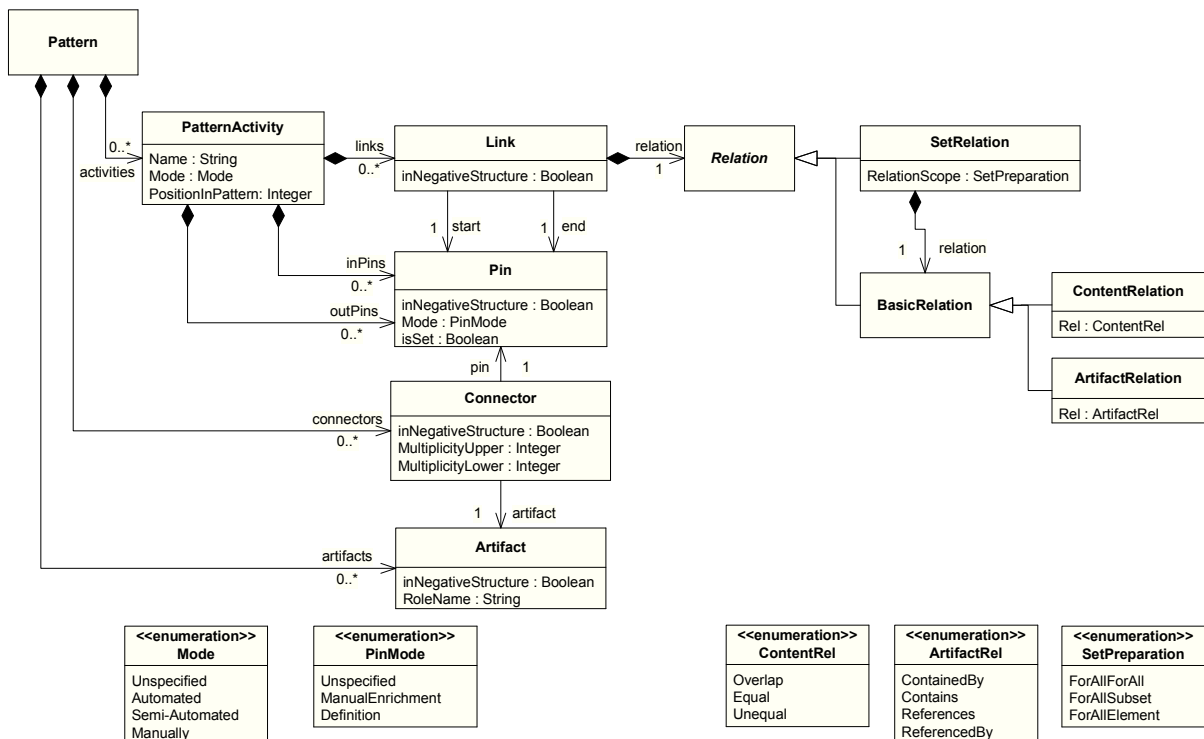 Pattern
PatternActivity
Name : String
Mode : Mode
PositionInPattern: Integer
0..*
activities
links
0..*
Link
inNegativeStructure : Boolean
relation
1
Relation
SetRelation
RelationScope : SetPreparation
1
start
1
end
1
relation
inPins
0..*
outPins
0..*
Pin
inNegativeStructure : Boolean
Mode : PinMode
isSet : Boolean
BasicRelation
ContentRelation
Rel : ContentRel
ArtifactRelation
Rel : ArtifactRel
pin
1
connectors
0..*
Connector
inNegativeStructure : Boolean
MultiplicityUpper : Integer
MultiplicityLower : Integer
1
artifact
artifacts
0..*
Artifact
inNegativeStructure : Boolean
RoleName : String
<<enumeration>>
Mode
Unspecified
Automated
Semi-Automated
Manually
<<enumeration>>
PinMode
Unspecified
ManualEnrichment
Definition
<<enumeration>>
ContentRel
Overlap
Equal
Unequal
<<enumeration>>
ArtifactRel
ContainedBy
Contains
References
ReferencedBy
<<enumeration>>
SetPreparation
ForAllForAll
ForAllSubset
ForAllElement